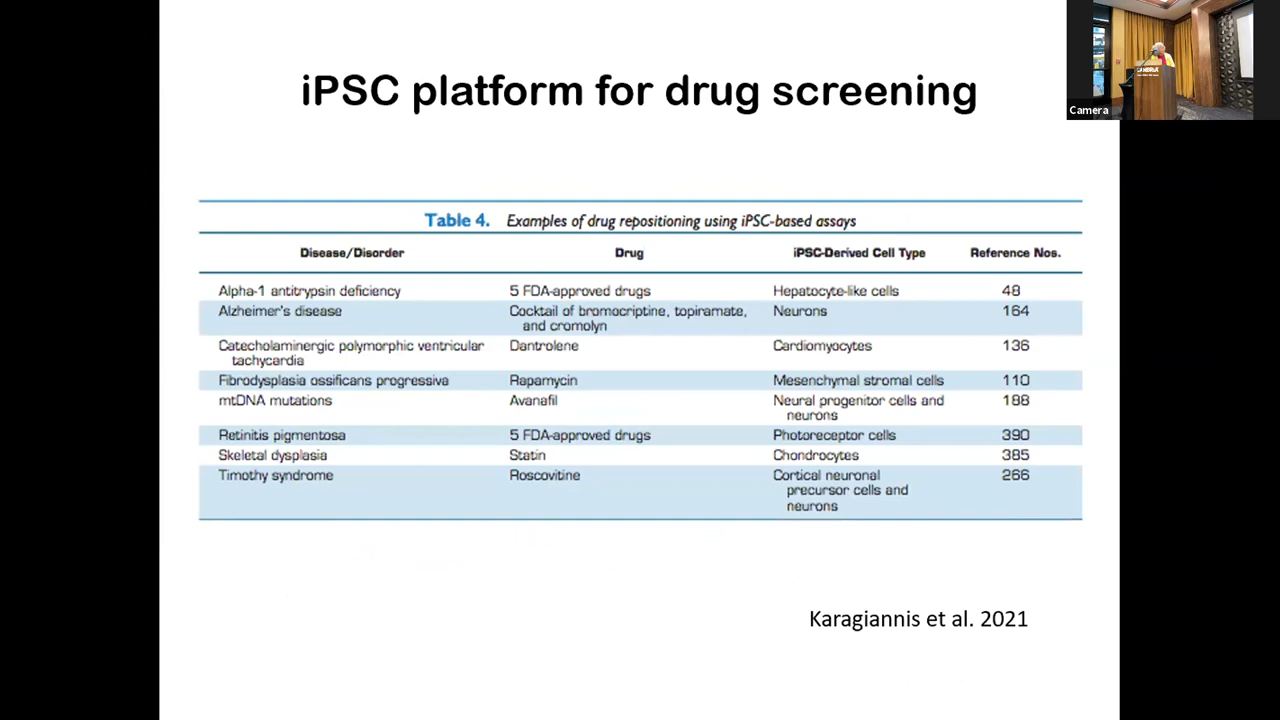 iPSC platform for drug screening
Camera
Table 4. Examples of drug repositioning using iPSC-based assays
Disease/Disorder Drug iPSC-Derived Cell Type Reference Nos.
Alpha-1 antitrypsin deficiency 5 FDA-approved drugs Hepatocyte-like cells 48
Alzheimer's disease Cocktail of bromocriptine, topiramate, Neurons 164
and cromolyn
Catecholaminergic polymorphic ventricular Dantrolene Cardiomyocytes 136
tachycardia
Fibrodysplasia ossificans progressiva Rapamycin Mesenchymal stromal cells 110
mtDNA mutations Avanafil Neural progenitor cells and 188
neurons
Retinitis pigmentosa 5 FDA-approved drugs Photoreceptor cells 390
Skeletal dysplasia Statin Chondrocytes 385
Timothy syndrome Roscovitine Cortical neuronal 266
precursor cells and
neurons
Karagiannis et al. 2021